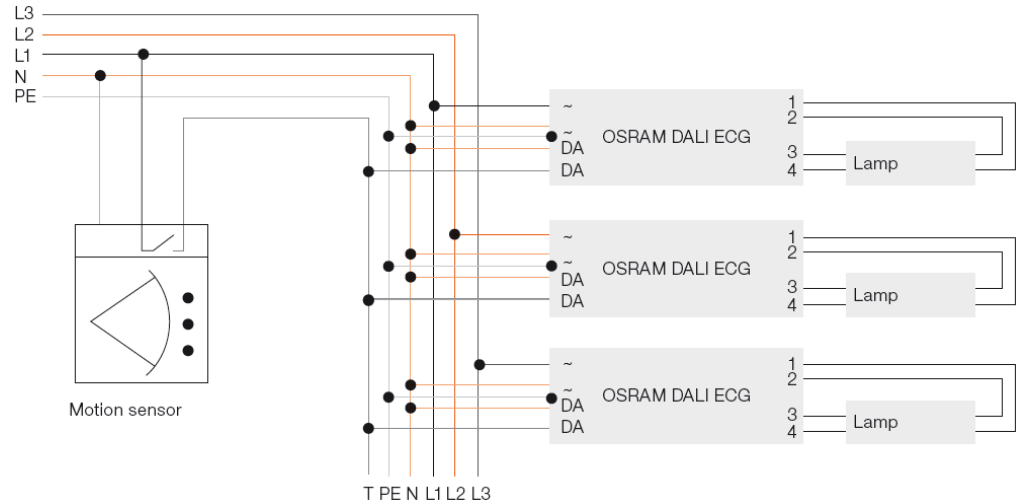 L3
L2
L1
N
PE
~
~
DA
DA
OSRAM DALI ECG
1
2
3
4
Lamp
~
~
DA
DA
OSRAM DALI ECG
1
2
3
4
Lamp
~
~
DA
DA
OSRAM DALI ECG
1
2
3
4
Lamp
Motion sensor
T PE N L1 L2 L3